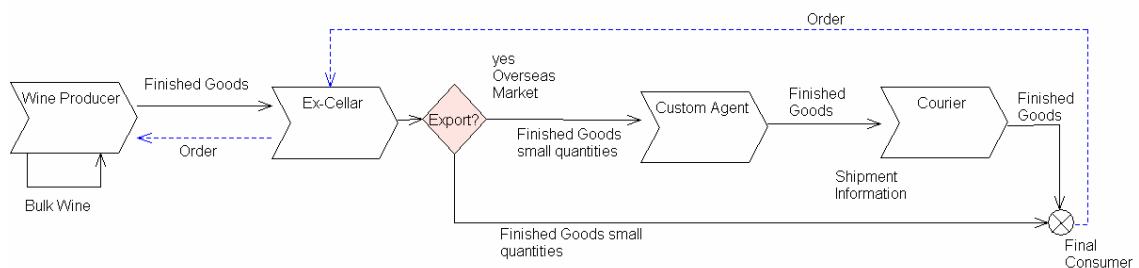 Order
yes
Overseas
Market
Finished Goods
Wine Producer
Ex-Cellar
Export?
Custom Agent
Finished
Goods
Courier
Finished
Goods
Finished Goods
small quantities
Order
Shipment
Information
Bulk Wine
Finished Goods small
quantities
Final
Consumer